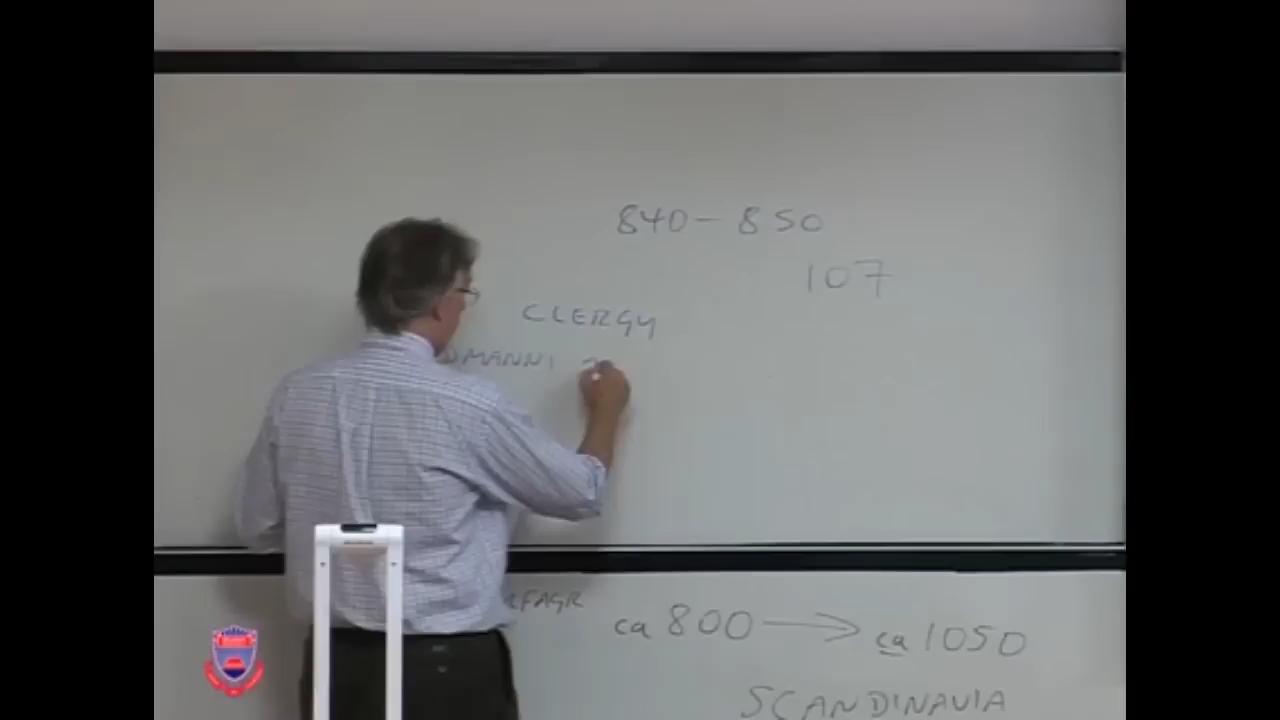 840 – 850
107
CLERGY
ca 800 → ca 1050
SCANDINAVIA